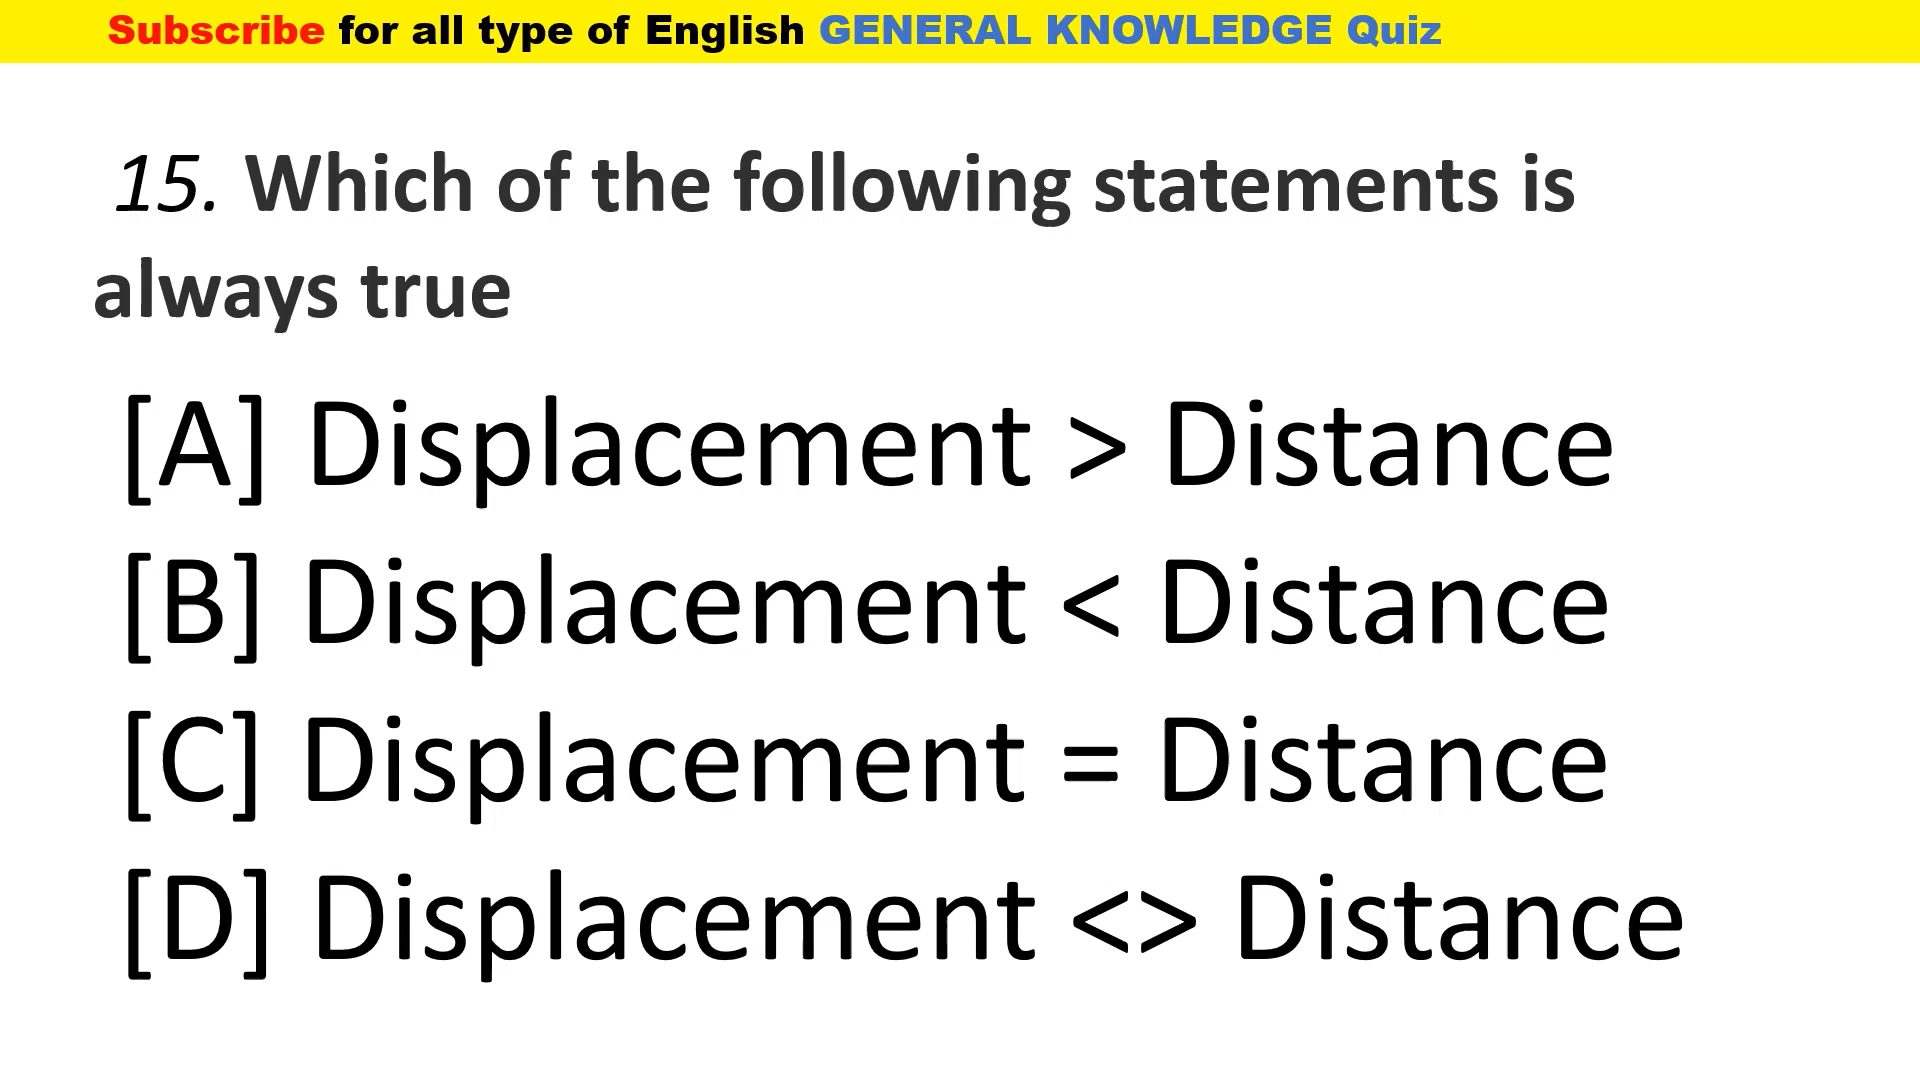 Subscribe for all type of English GENERAL KNOWLEDGE Quiz
15. Which of the following statements is
always true
[A] Displacement > Distance
[B] Displacement < Distance
[C] Displacement = Distance
[D] Displacement <> Distance